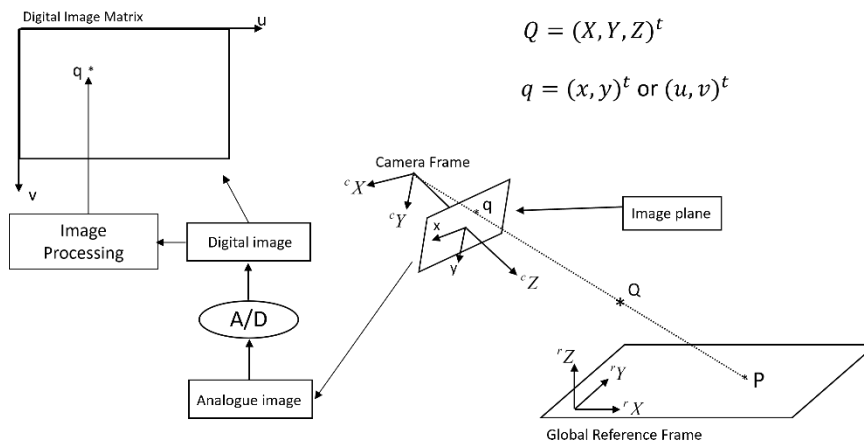 Digital Image Matrix
u
Q = (X, Y, Z)ᵗ
q *
q = (x, y)ᵗ or (u, v)ᵗ
Camera Frame
ᶜX
v
ᶜY
q
Image plane
Image
Processing
Digital image
x
y
ᶜZ
Q
*
A/D
ʳZ
ʳY
P
Analogue image
ʳX
Global Reference Frame